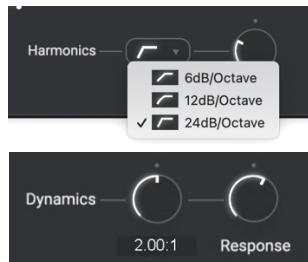 Harmonics
6dB/Octave
12dB/Octave
✓ 24dB/Octave
Dynamics
2.00:1 Response